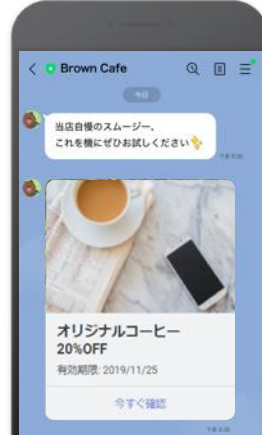 Brown Cafe
今日
当店自慢のスムージー、
これを機にぜひお試しください✨
オリジナルコーヒー
20%OFF
有効期限: 2019/11/25
今すぐ確認